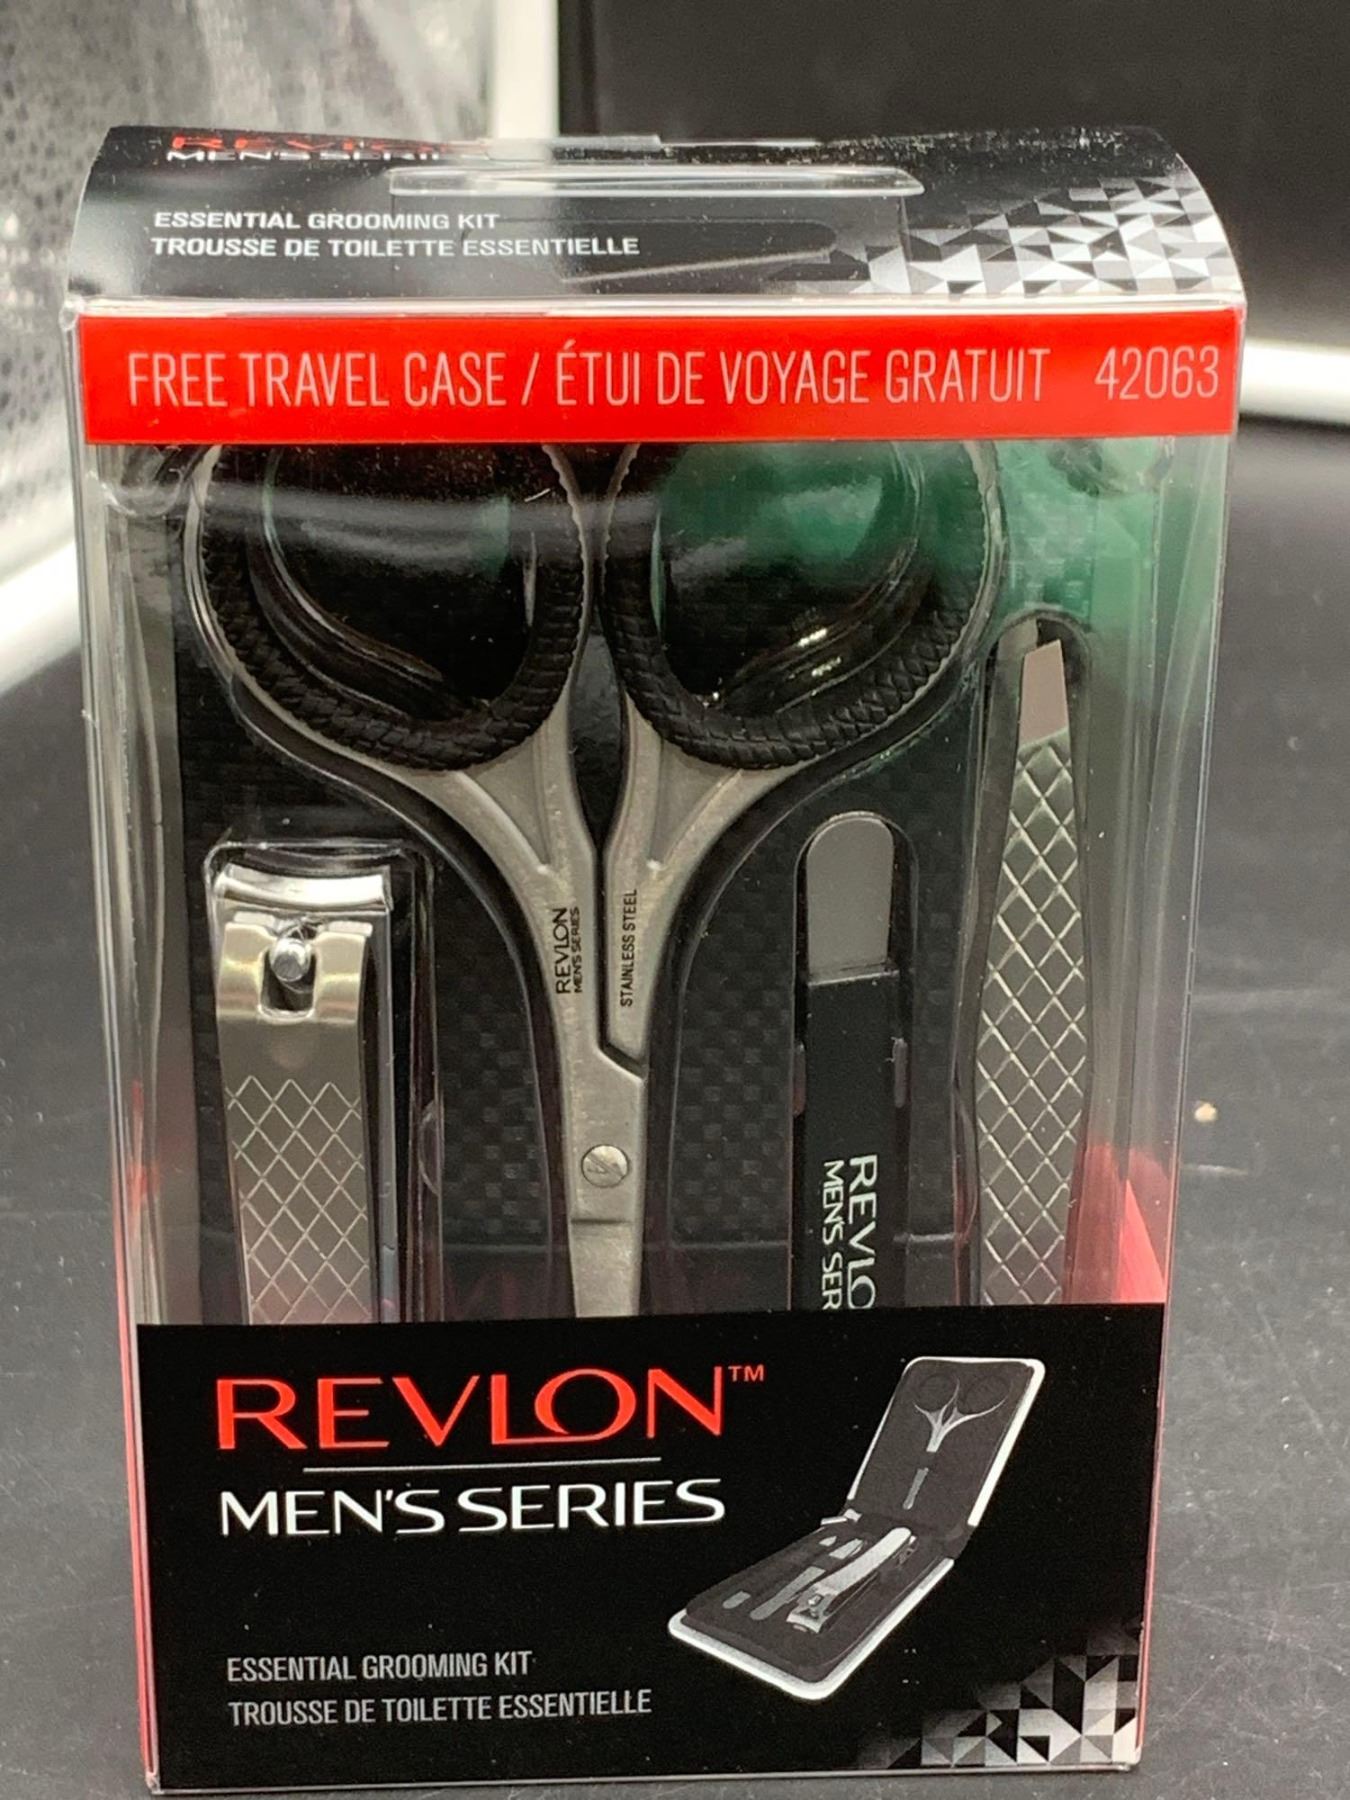 REVLON
MEN'S SERIES
ESSENTIAL GROOMING KIT
TROUSSE DE TOILETTE ESSENTIELLE
FREE TRAVEL CASE / ÉTUI DE VOYAGE GRATUIT 42063
REVLON
MEN'S SERIES
STAINLESS STEEL
REVLO
MEN'S SER
REVLON™
MEN'S SERIES
ESSENTIAL GROOMING KIT
TROUSSE DE TOILETTE ESSENTIELLE